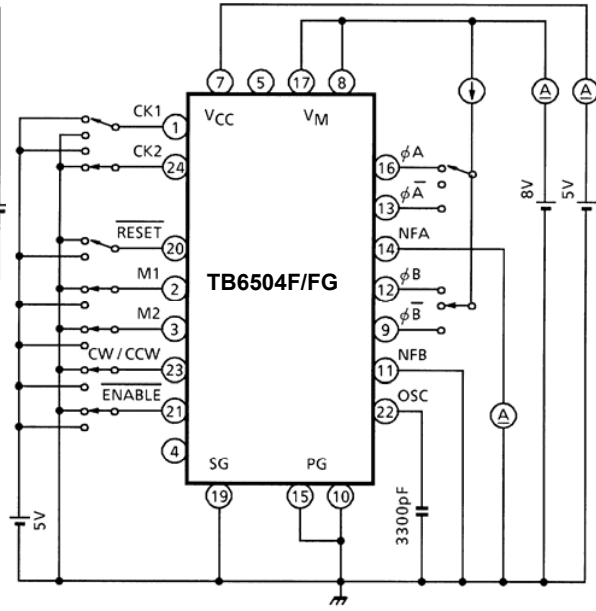 7
5
17
8
VCC
VM
A
A
CK1
1
CK2
24
16
φA
13
φA̅
8V
5V
R̅E̅S̅E̅T̅
20
14
NFA
M1
2
TB6504F/FG
12
φB
M2
3
9
φB̅
CW / CCW
23
11
NFB
E̅N̅A̅B̅L̅E̅
21
22
OSC
A
4
SG
PG
19
15
10
5V
3300pF